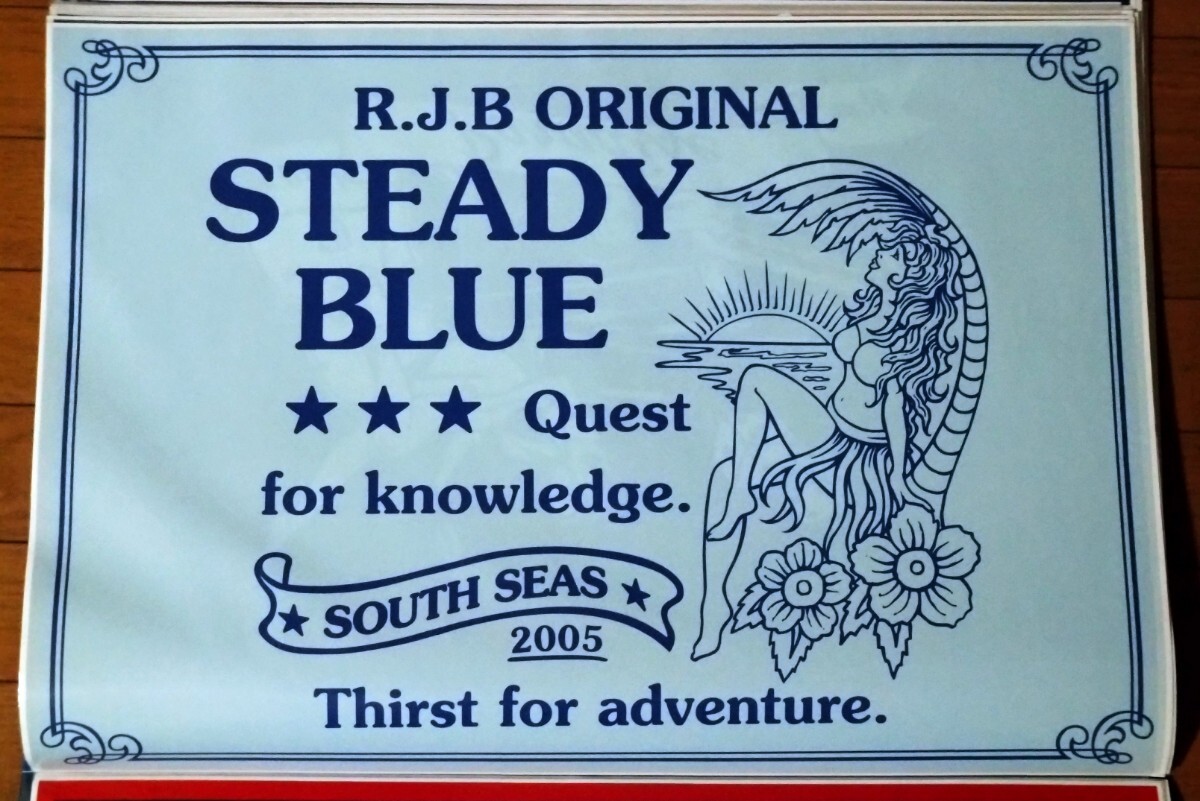 R.J.B ORIGINAL
STEADY
BLUE
★★★ Quest
for knowledge.
★ SOUTH SEAS ★
2005
Thirst for adventure.